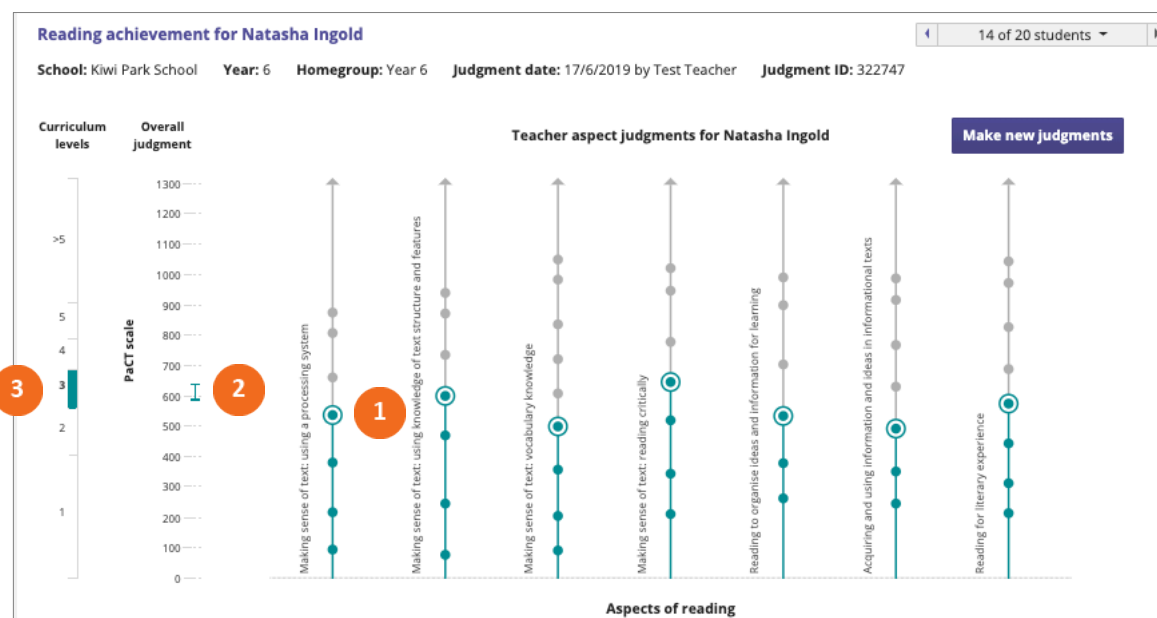 Reading achievement for Natasha Ingold
14 of 20 students
School: Kiwi Park School Year: 6 Homegroup: Year 6 Judgment date: 17/6/2019 by Test Teacher Judgment ID: 322747
Curriculum levels
Overall judgment
Teacher aspect judgments for Natasha Ingold
Make new judgments
>5
5
4
3
2
1
PaCT scale
1300
1200
1100
1000
900
800
700
600
500
400
300
200
100
0
3
2
1
Making sense of text: using a processing system
Making sense of text: using knowledge of text structure and features
Making sense of text: vocabulary knowledge
Making sense of text: reading critically
Reading to organise ideas and information for learning
Acquiring and using information and ideas in informational texts
Reading for literary experience
Aspects of reading